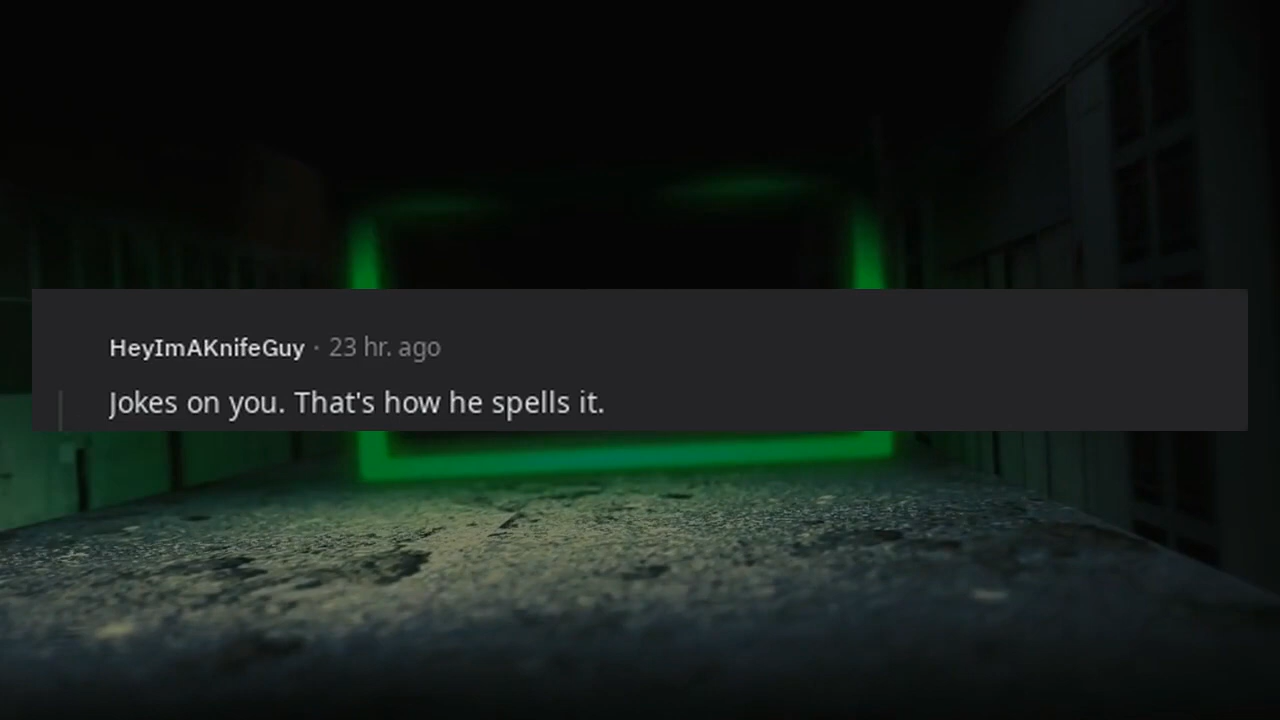 HeyImAKnifeGuy · 23 hr. ago
Jokes on you. That's how he spells it.